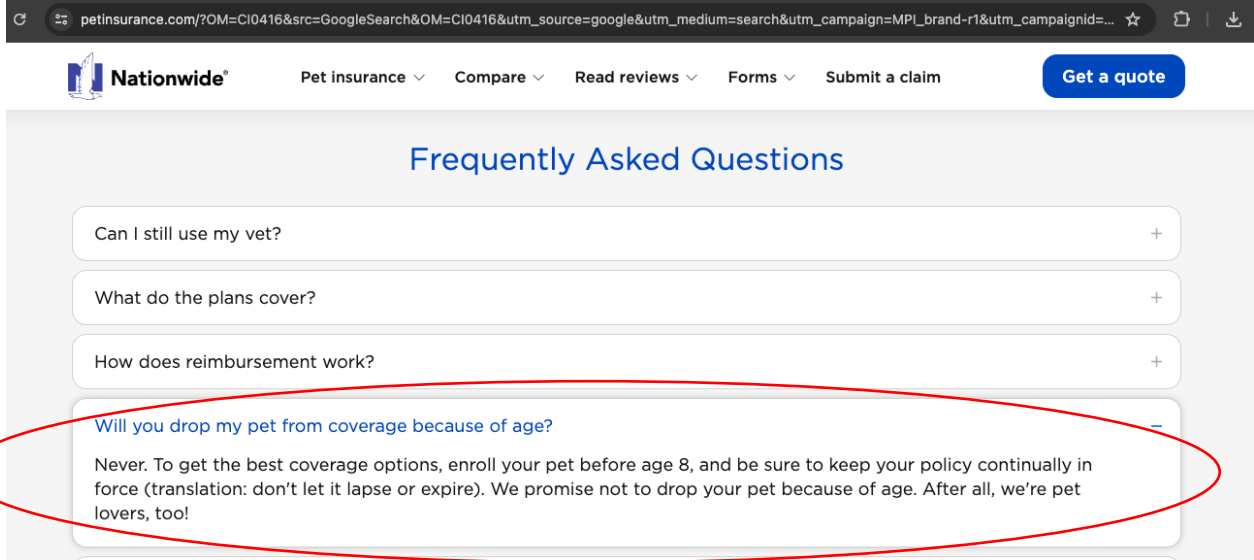 petinsurance.com/?OM=CI0416&src=GoogleSearch&OM=CI0416&utm_source=google&utm_medium=search&utm_campaign=MPI_brand-r1&utm_campaignid=...
Nationwide®
Pet insurance Compare Read reviews Forms Submit a claim Get a quote
Frequently Asked Questions
Can I still use my vet?
What do the plans cover?
How does reimbursement work?
Will you drop my pet from coverage because of age?
Never. To get the best coverage options, enroll your pet before age 8, and be sure to keep your policy continually in
force (translation: don't let it lapse or expire). We promise not to drop your pet because of age. After all, we're pet
lovers, too!